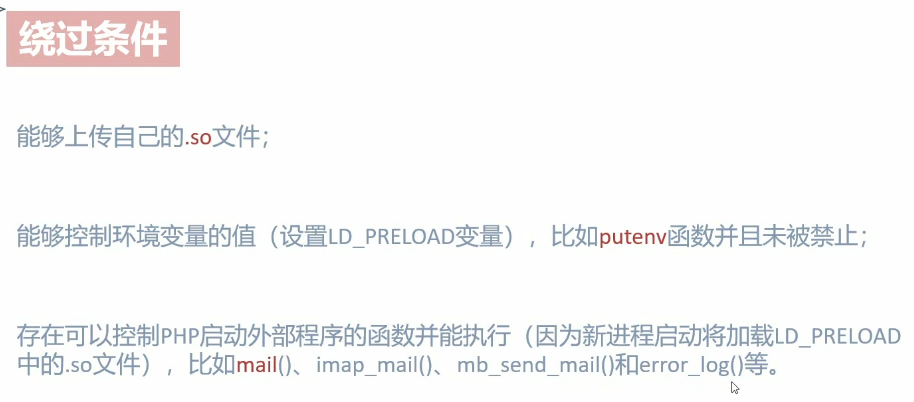 绕过条件
能够上传自己的.so文件；
能够控制环境变量的值（设置LD_PRELOAD变量），比如putenv函数并且未被禁止；
存在可以控制PHP启动外部程序的函数并能执行（因为新进程启动将加载LD_PRELOAD
中的.so文件），比如mail()、imap_mail()、mb_send_mail()和error_log()等。